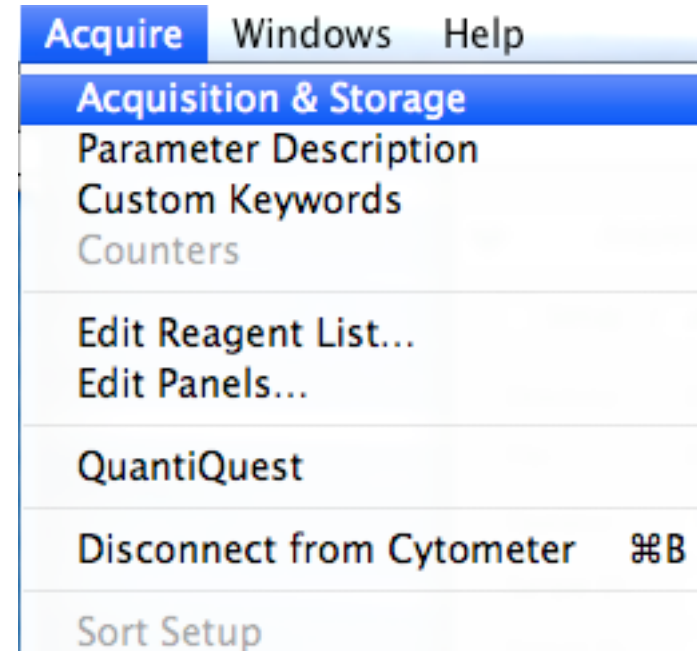 Acquire Windows Help
Acquisition & Storage
Parameter Description
Custom Keywords
Counters
Edit Reagent List...
Edit Panels...
QuantiQuest
Disconnect from Cytometer ⌘B
Sort Setup